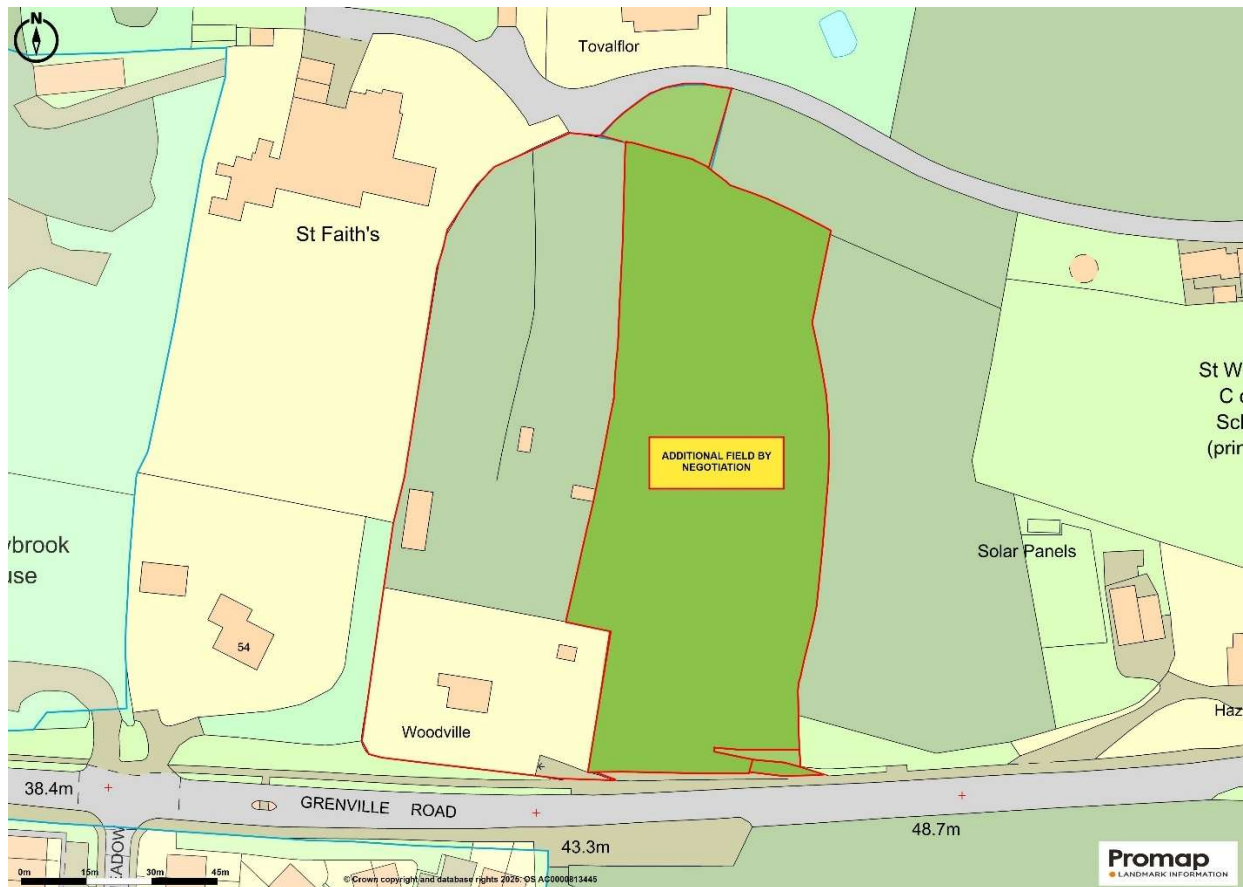 N
Tovalflor
St Faith's
St W
C o
Sch
(prin
ADDITIONAL FIELD BY
NEGOTIATION
Solar Panels
ybrook
use
54
Woodville
Haz
38.4m
GRENVILLE ROAD
48.7m
43.3m
EADOW
0m 15m 30m 45m
© Crown copyright and database rights 2025. OS AC0000813445
Promap
LANDMARK INFORMATION